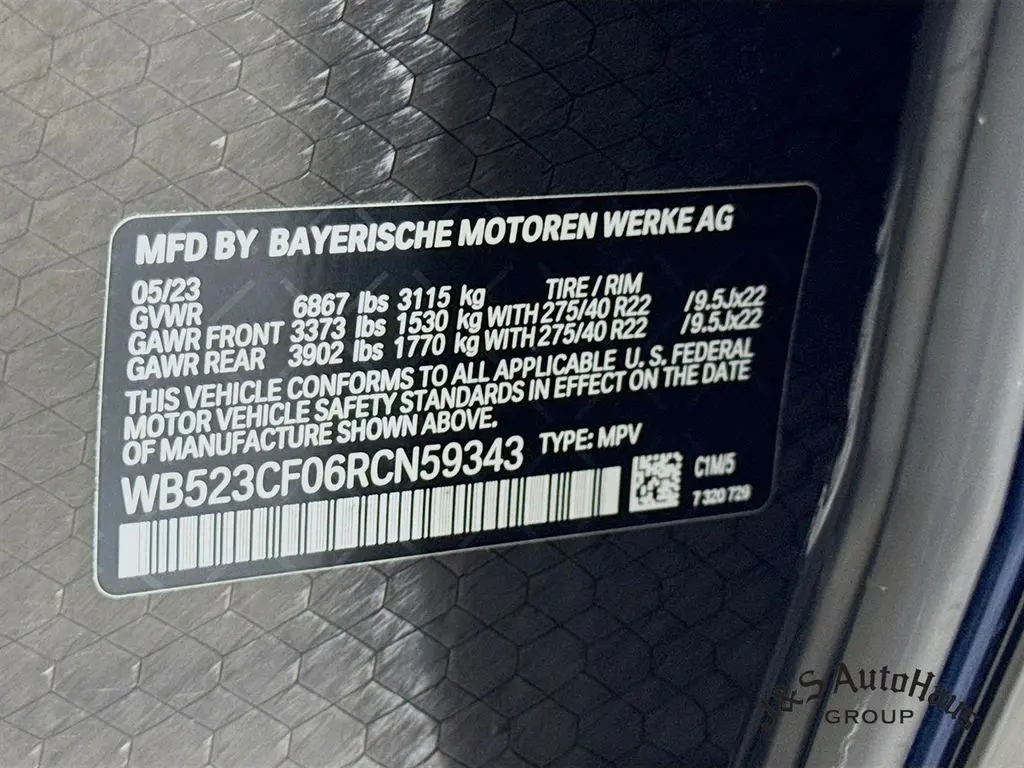 MFD BY BAYERISCHE MOTOREN WERKE AG
05/23 TIRE / RIM
GVWR 6867 lbs 3115 kg
GAWR FRONT 3373 lbs 1530 kg WITH 275/40 R22 /9.5Jx22
GAWR REAR 3902 lbs 1770 kg WITH 275/40 R22 /9.5Jx22
THIS VEHICLE CONFORMS TO ALL APPLICABLE U. S. FEDERAL
MOTOR VEHICLE SAFETY STANDARDS IN EFFECT ON THE DATE
OF MANUFACTURE SHOWN ABOVE.
WB523CF06RCN59343 TYPE: MPV
C1M/5
7 320 729
&S AutoHaus
GROUP